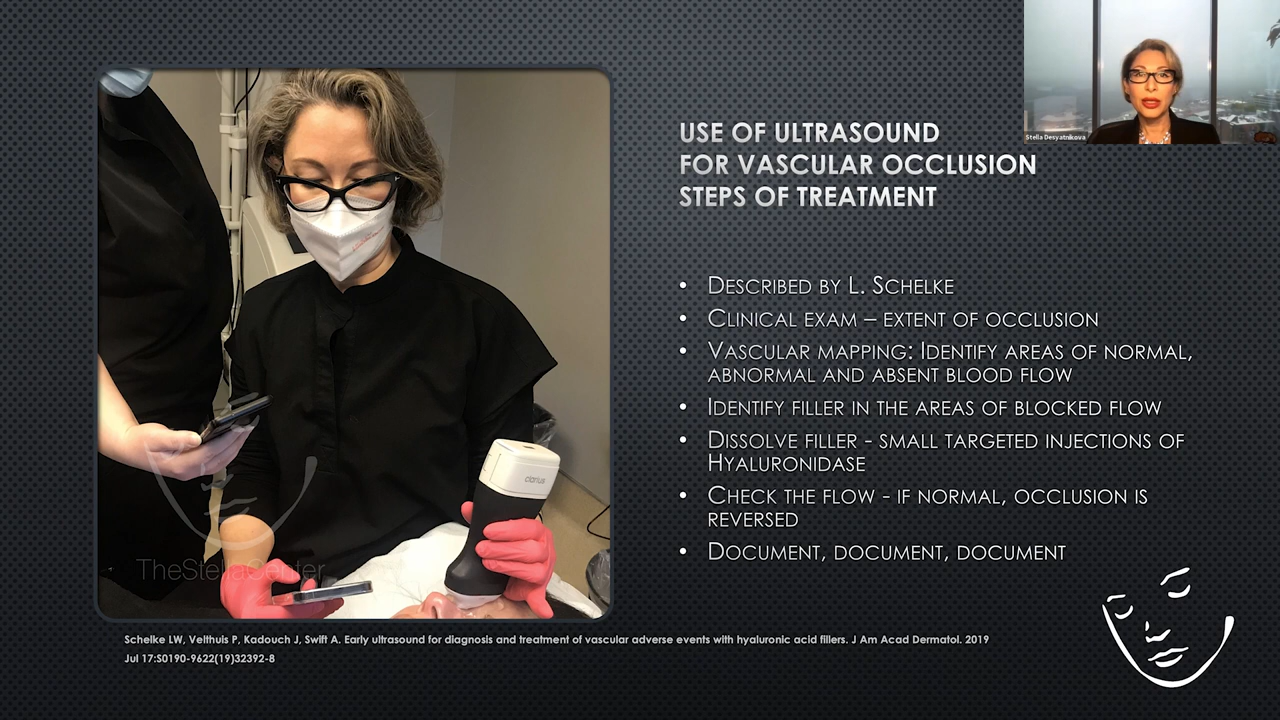 Stella Desyatnikova
USE OF ULTRASOUND
FOR VASCULAR OCCLUSION
STEPS OF TREATMENT
• DESCRIBED BY L. SCHELKE
• CLINICAL EXAM – EXTENT OF OCCLUSION
• VASCULAR MAPPING: IDENTIFY AREAS OF NORMAL,
ABNORMAL AND ABSENT BLOOD FLOW
• IDENTIFY FILLER IN THE AREAS OF BLOCKED FLOW
• DISSOLVE FILLER - SMALL TARGETED INJECTIONS OF
HYALURONIDASE
• CHECK THE FLOW - IF NORMAL, OCCLUSION IS
REVERSED
• DOCUMENT, DOCUMENT, DOCUMENT
clarius
TheStellaCenter
Schelke LW, Velthuis P, Kadouch J, Swift A. Early ultrasound for diagnosis and treatment of vascular adverse events with hyaluronic acid fillers. J Am Acad Dermatol. 2019
Jul 17:S0190-9622(19)32392-8